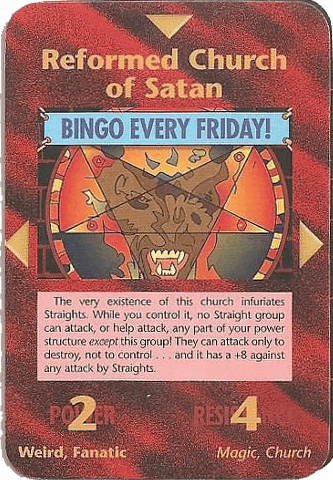 Reformed Church
of Satan
BINGO EVERY FRIDAY!
The very existence of this church infuriates
Straights. While you control it, no Straight group
can attack, or help attack, any part of your power
structure except this group! They can attack only to
destroy, not to control . . . and it has a +8 against
any attack by Straights.
POWER 2 RESISTANCE 4
Weird, Fanatic Magic, Church